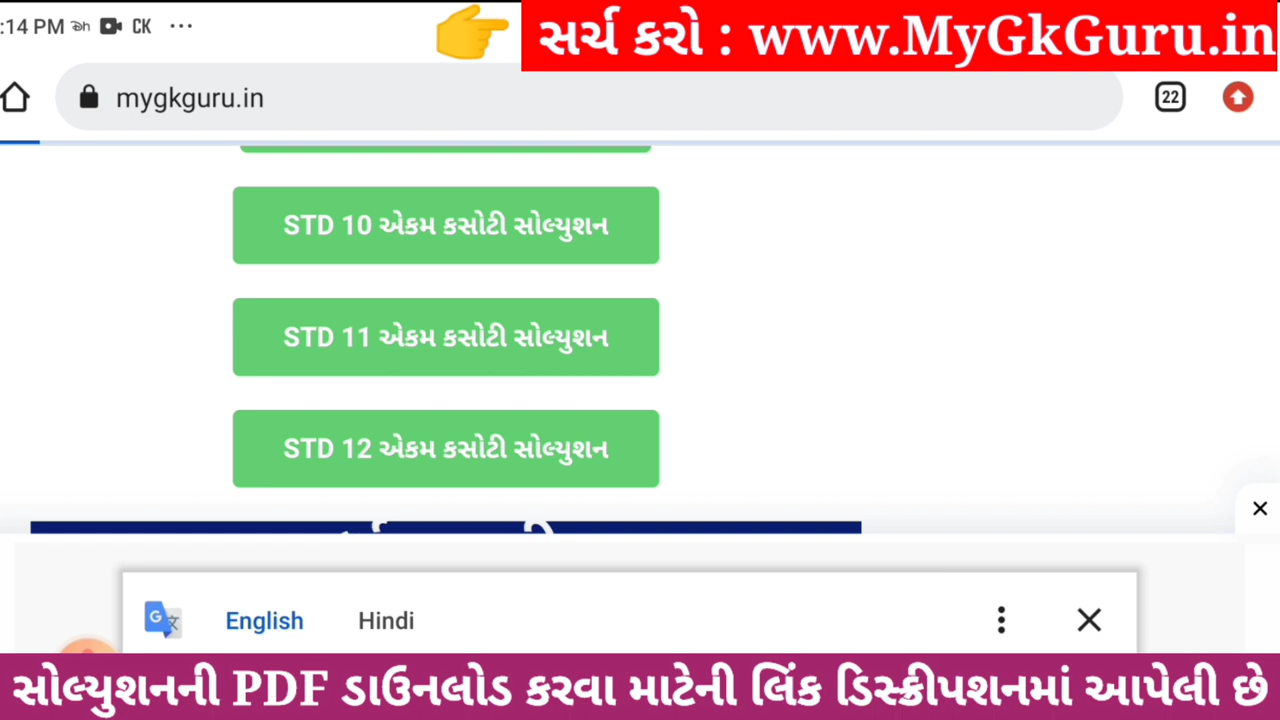 :14 PM CK ...
સર્ચ કરો : www.MyGkGuru.in
mygkguru.in 22
STD 10 એકમ કસોટી સોલ્યુશન
STD 11 એકમ કસોટી સોલ્યુશન
STD 12 એકમ કસોટી સોલ્યુશન
English Hindi
સોલ્યુશનની PDF ડાઉનલોડ કરવા માટેની લિંક ડિસ્ક્રીપશનમાં આપેલી છે